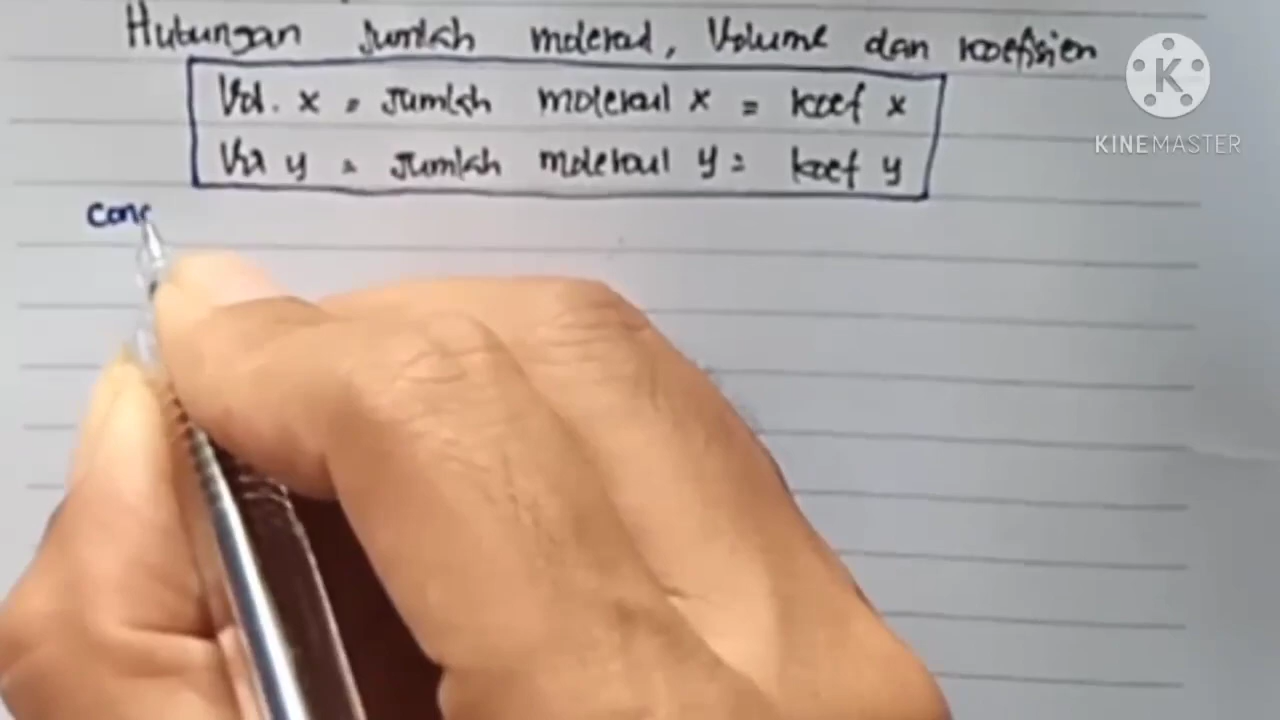 Hubungan Jumlah molekul, Volume dan koefisien
Vol. x = Jumlah molekul x = koef x
Vol y = Jumlah molekul y = koef y
Con
KINEMASTER